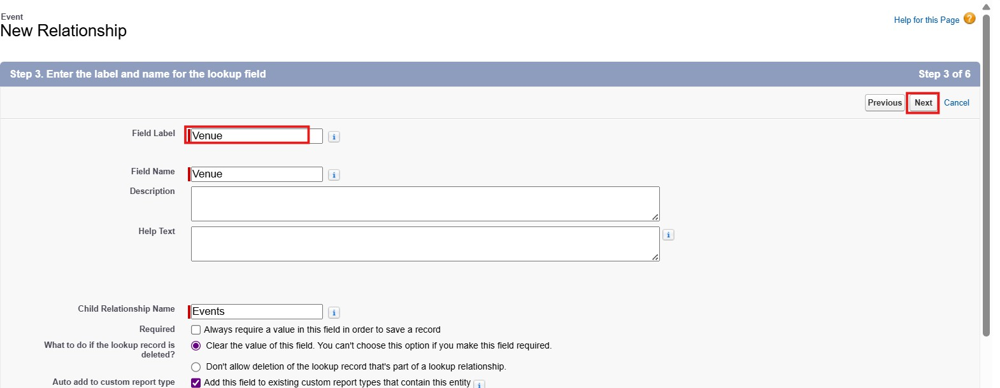 Event
New Relationship
Help for this Page ?
Step 3. Enter the label and name for the lookup field
Step 3 of 6
Previous Next Cancel
Field Label Venue i
Field Name Venue i
Description
Help Text i
Child Relationship Name Events i
Required Always require a value in this field in order to save a record
What to do if the lookup record is
deleted?
Clear the value of this field. You can't choose this option if you make this field required.
Don't allow deletion of the lookup record that's part of a lookup relationship.
Auto add to custom report type Add this field to existing custom report types that contain this entity i